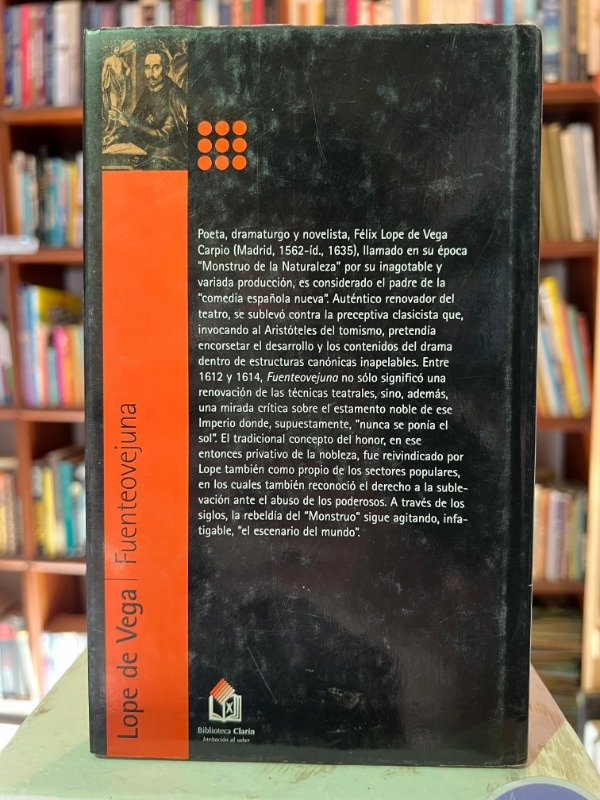 Poeta, dramaturgo y novelista, Félix Lope de Vega
Carpio (Madrid, 1562-íd., 1635), llamado en su época
"Monstruo de la Naturaleza" por su inagotable y
variada producción, es considerado el padre de la
"comedia española nueva". Auténtico renovador del
teatro, se sublevó contra la preceptiva clasicista que,
invocando al Aristóteles del tomismo, pretendía
encorsetar el desarrollo y los contenidos del drama
dentro de estructuras canónicas inapelables. Entre
1612 y 1614, Fuenteovejuna no sólo significó una
renovación de las técnicas teatrales, sino, además,
una mirada crítica sobre el estamento noble de ese
Imperio donde, supuestamente, "nunca se ponía el
sol". El tradicional concepto del honor, en ese
entonces privativo de la nobleza, fue reivindicado por
Lope también como propio de los sectores populares,
en los cuales también reconoció el derecho a la suble-
vación ante el abuso de los poderosos. A través de los
siglos, la rebeldía del "Monstruo" sigue agitando, infa-
tigable, "el escenario del mundo".
Lope de Vega | Fuenteovejuna
Biblioteca Clarín
Invitación al saber